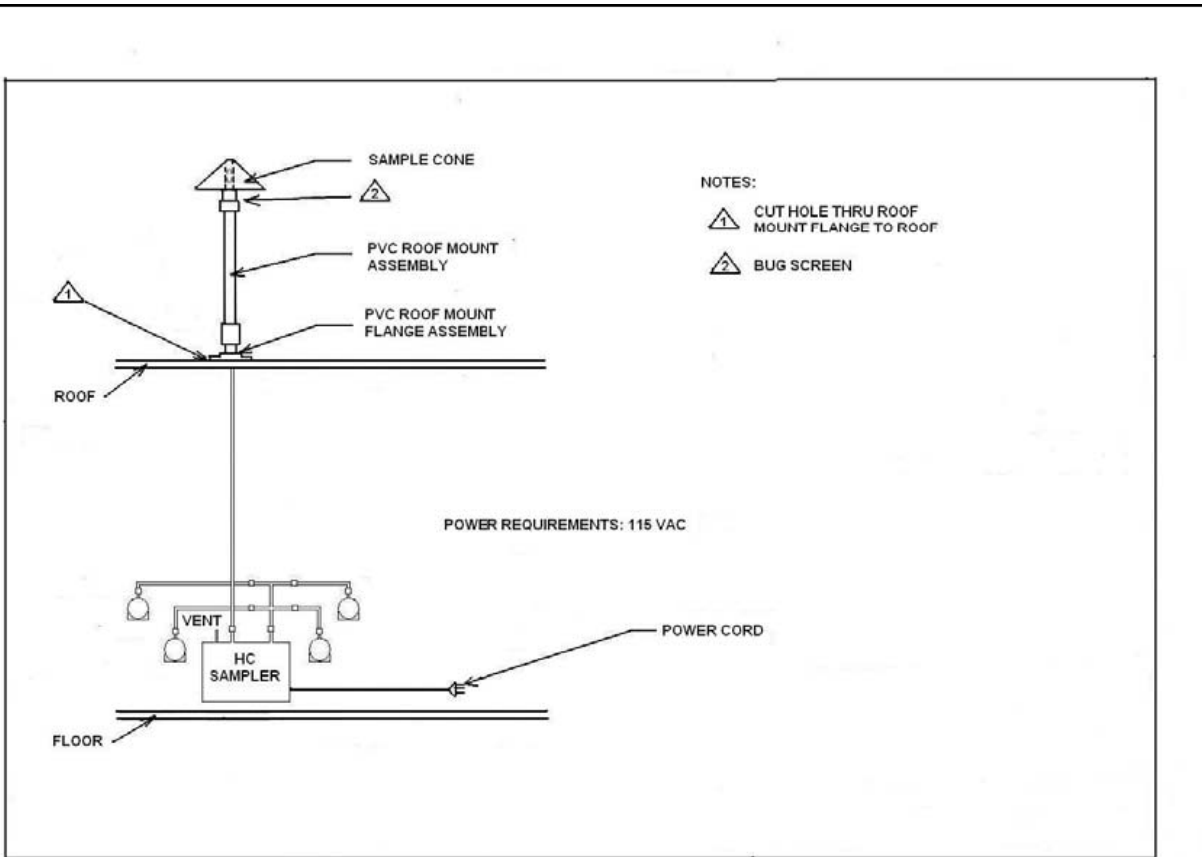 SAMPLE CONE
2
PVC ROOF MOUNT
ASSEMBLY
1
PVC ROOF MOUNT
FLANGE ASSEMBLY
ROOF
NOTES:
1 CUT HOLE THRU ROOF
MOUNT FLANGE TO ROOF
2 BUG SCREEN
POWER REQUIREMENTS: 115 VAC
VENT
HC
SAMPLER
POWER CORD
FLOOR